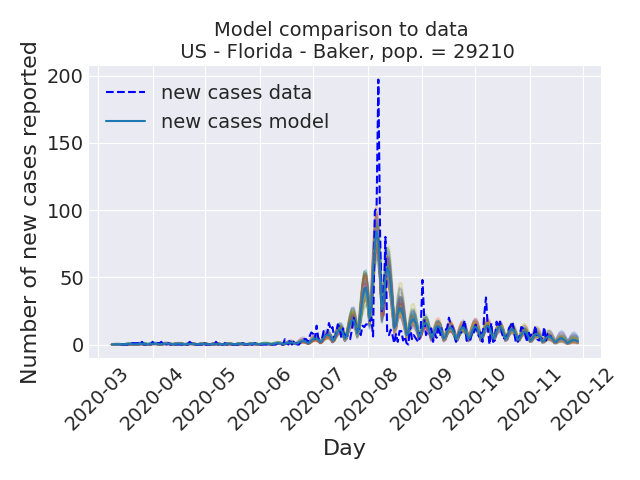 Model comparison to data
US - Florida - Baker, pop. = 29210
Number of new cases reported
200
150
100
50
0
new cases data
new cases model
2020-03
2020-04
2020-05
2020-06
2020-07
2020-08
2020-09
2020-10
2020-11
2020-12
Day